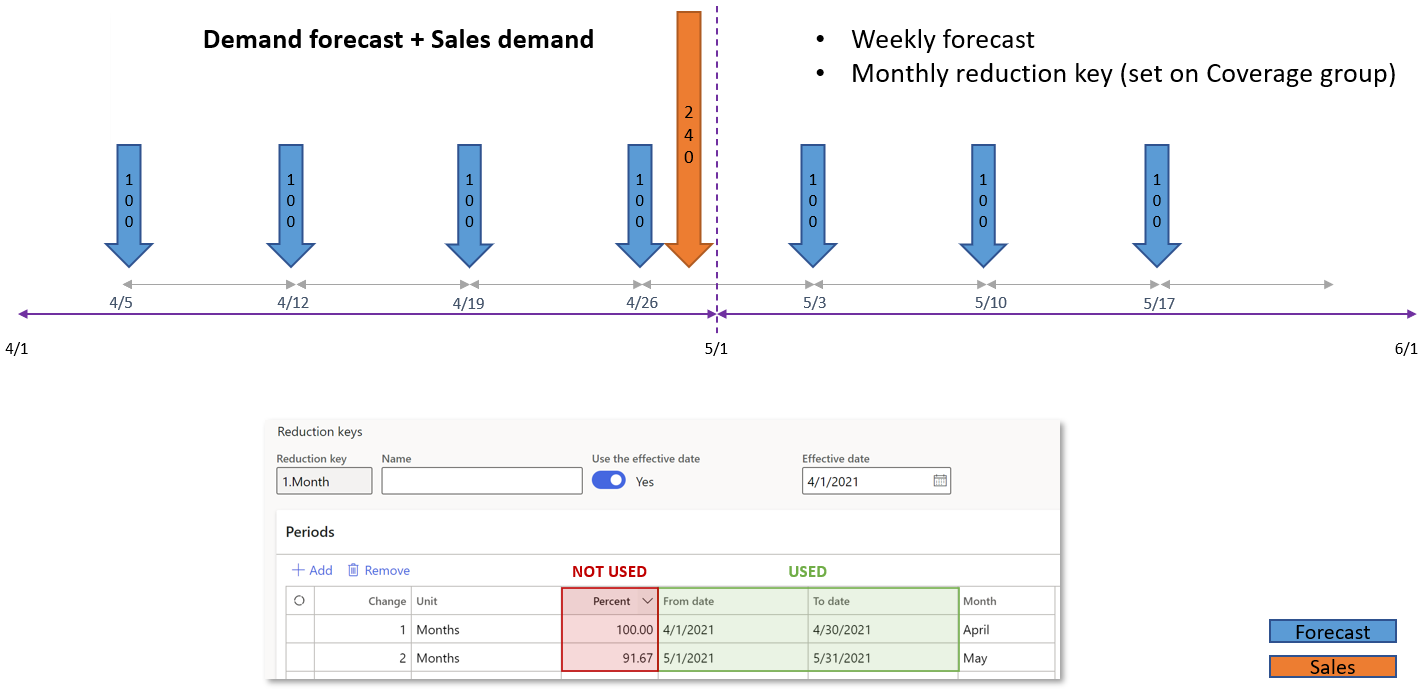 Demand forecast + Sales demand
• Weekly forecast
• Monthly reduction key (set on Coverage group)
240
100 100 100 100 100 100 100
4/5 4/12 4/19 4/26 5/3 5/10 5/17
4/1 5/1 6/1
Reduction keys
Reduction key Name Use the effective date Effective date
1.Month Yes 4/1/2021
Periods
+ Add Remove NOT USED USED
Change Unit Percent From date To date Month
1 Months 100.00 4/1/2021 4/30/2021 April
2 Months 91.67 5/1/2021 5/31/2021 May
Forecast
Sales